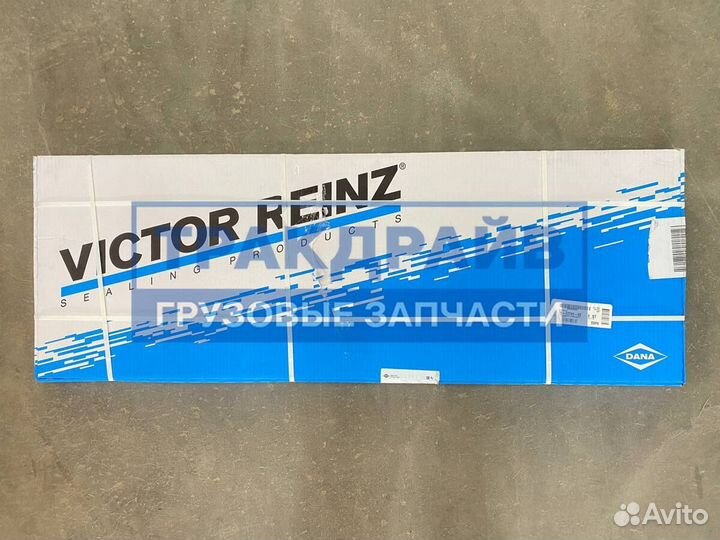 VICTOR REINZ®
SEALING PRODUCTS
ТРАКДРАЙВ
ГРУЗОВЫЕ ЗАПЧАСТИ
DANA
Avito